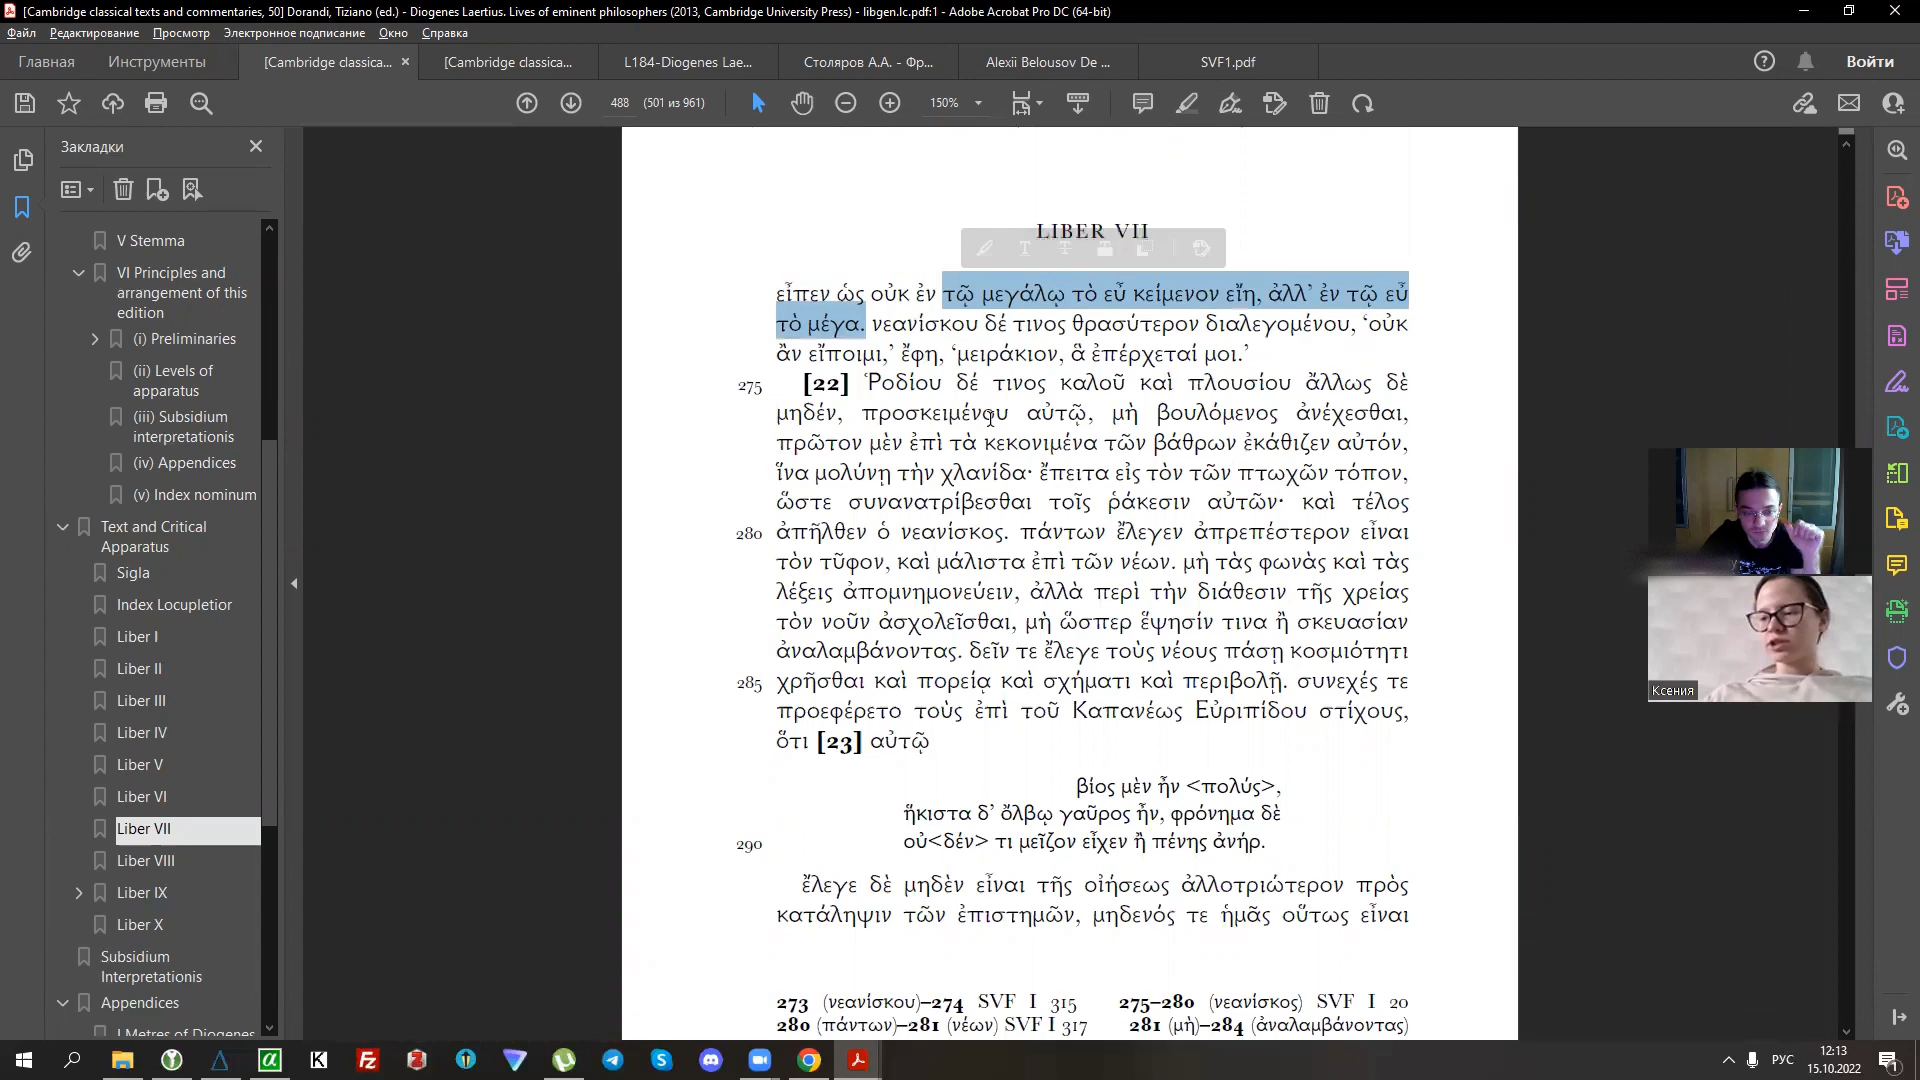 [Cambridge classical texts and commentaries, 50] Dorandi, Tiziano (ed.) - Diogenes Laertius. Lives of eminent philosophers (2013, Cambridge University Press) - libgen.lc.pdf:1 - Adobe Acrobat Pro DC (64-bit)
Файл Редактирование Просмотр Электронное подписание Окно Справка
Главная Инструменты [Cambridge classica... × [Cambridge classica... L184-Diogenes Lae... Столяров А.А. - Фр... Alexii Belousov De ... SVF1.pdf Войти
488 (501 из 961) 150%
Закладки
V Stemma
VI Principles and
arrangement of this
edition
(i) Preliminaries
(ii) Levels of
apparatus
(iii) Subsidium
interpretationis
(iv) Appendices
(v) Index nominum
Text and Critical
Apparatus
Sigla
Index Locupletior
Liber I
Liber II
Liber III
Liber IV
Liber V
Liber VI
Liber VII
Liber VIII
Liber IX
Liber X
Subsidium
Interpretationis
Appendices
I Metres of Diogenes
LIBER VII
εἶπεν ὡς οὐκ ἐν τῷ μεγάλῳ τὸ εὖ κείμενον εἴη, ἀλλ’ ἐν τῷ εὖ
τὸ μέγα. νεανίσκου δέ τινος θρασύτερον διαλεγομένου, ‘οὐκ
ἂν εἴποιμι,’ ἔφη, ‘μειράκιον, ἃ ἐπέρχεταί μοι.’
275 [22] Ῥοδίου δέ τινος καλοῦ καὶ πλουσίου ἄλλως δὲ
μηδέν, προσκειμένου αὐτῷ, μὴ βουλόμενος ἀνέχεσθαι,
πρῶτον μὲν ἐπὶ τὰ κεκονιμένα τῶν βάθρων ἐκάθιζεν αὐτόν,
ἵνα μολύνῃ τὴν χλανίδα· ἔπειτα εἰς τὸν τῶν πτωχῶν τόπον,
ὥστε συνανατρίβεσθαι τοῖς ῥάκεσιν αὐτῶν· καὶ τέλος
280 ἀπῆλθεν ὁ νεανίσκος. πάντων ἔλεγεν ἀπρεπέστερον εἶναι
τὸν τῦφον, καὶ μάλιστα ἐπὶ τῶν νέων. μὴ τὰς φωνὰς καὶ τὰς
λέξεις ἀπομνημονεύειν, ἀλλὰ περὶ τὴν διάθεσιν τῆς χρείας
τὸν νοῦν ἀσχολεῖσθαι, μὴ ὥσπερ ἕψησίν τινα ἢ σκευασίαν
ἀναλαμβάνοντας. δεῖν τε ἔλεγε τοὺς νέους πάσῃ κοσμιότητι
285 χρῆσθαι καὶ πορείᾳ καὶ σχήματι καὶ περιβολῇ. συνεχές τε
προεφέρετο τοὺς ἐπὶ τοῦ Καπανέως Εὐριπίδου στίχους,
ὅτι [23] αὐτῷ
βίος μὲν ἦν <πολύς>,
ἥκιστα δ’ ὄλβῳ γαῦρος ἦν, φρόνημα δὲ
290 οὐ<δέν> τι μεῖζον εἶχεν ἢ πένης ἀνήρ.
ἔλεγε δὲ μηδὲν εἶναι τῆς οἰήσεως ἀλλοτριώτερον πρὸς
κατάληψιν τῶν ἐπιστημῶν, μηδενός τε ἡμᾶς οὕτως εἶναι
273 (νεανίσκου)–274 SVF I 315 275–280 (νεανίσκος) SVF I 20
280 (πάντων)–281 (νέων) SVF I 317 281 (μὴ)–284 (ἀναλαμβάνοντας)
Ксения
РУС
12:13
15.10.2022